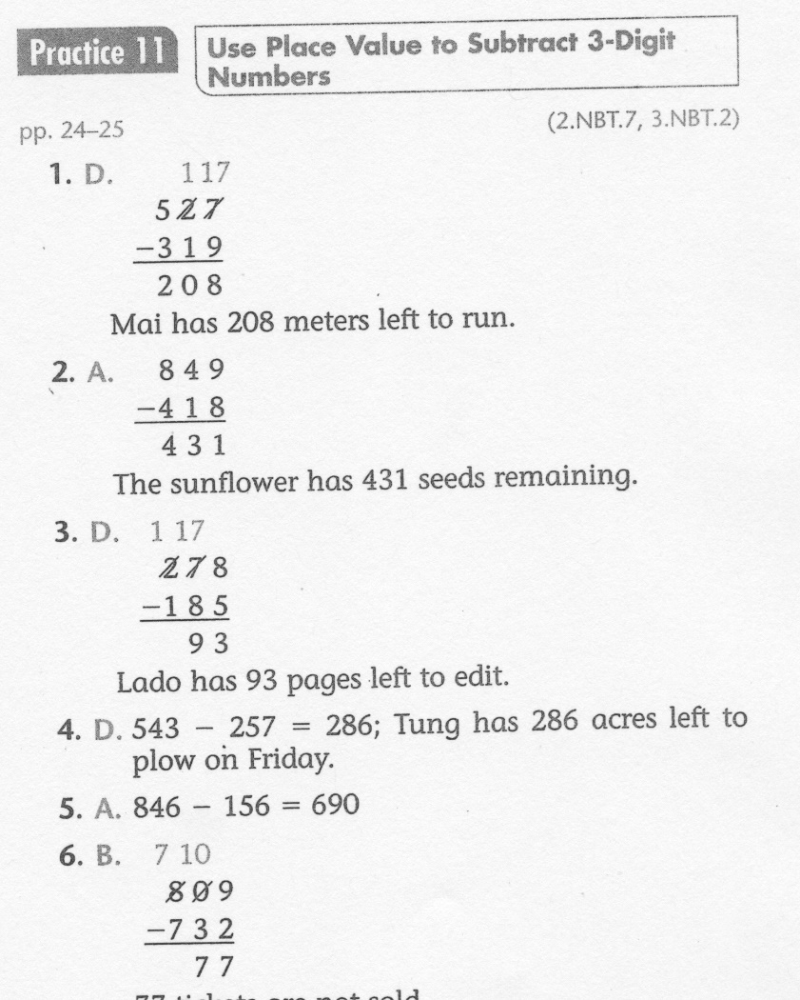 Practice 11
Use Place Value to Subtract 3-Digit
Numbers
(2.NBT.7, 3.NBT.2)
pp. 24–25
1. D. 1 17
5 2 7
−3 1 9
2 0 8
Mai has 208 meters left to run.
2. A. 8 4 9
−4 1 8
4 3 1
The sunflower has 431 seeds remaining.
3. D. 1 17
2 7 8
−1 8 5
9 3
Lado has 93 pages left to edit.
4. D. 543 − 257 = 286; Tung has 286 acres left to
plow on Friday.
5. A. 846 − 156 = 690
6. B. 7 10
8 0 9
−7 3 2
7 7
77 tickets are not sold